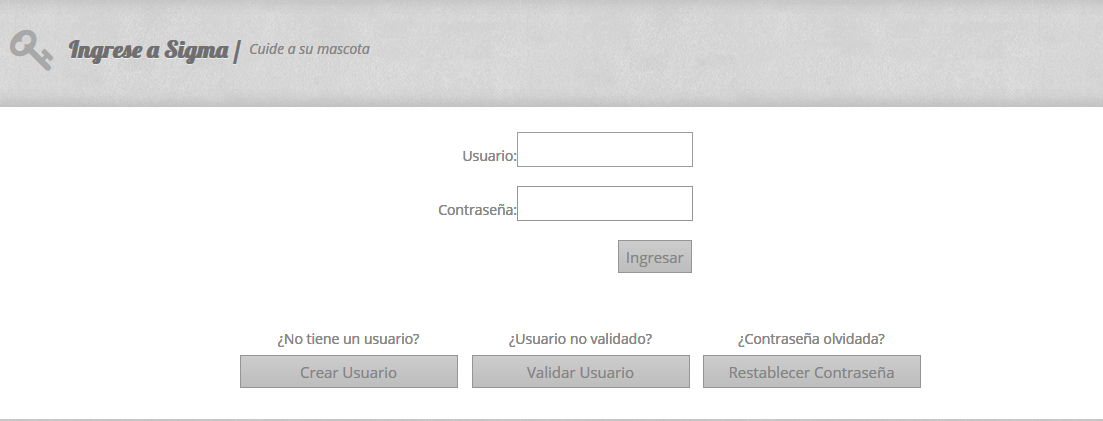 Ingrese a Sigma | Cuide a su mascota
Usuario:
Contraseña:
Ingresar
¿No tiene un usuario? ¿Usuario no validado? ¿Contraseña olvidada?
Crear Usuario Validar Usuario Restablecer Contraseña